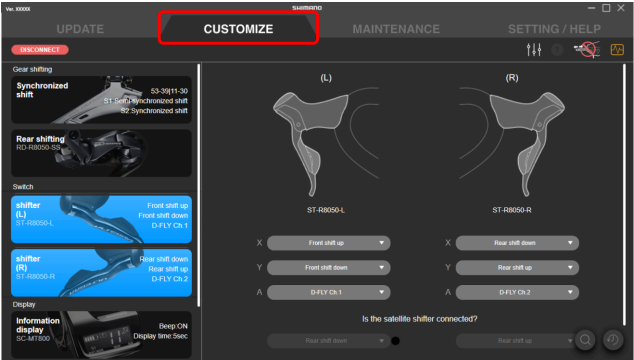 Ver. XXXXX
SHIMANO
UPDATE
CUSTOMIZE
MAINTENANCE
SETTING / HELP
DISCONNECT
Gear shifting
Synchronized
shift
53-39|11-30
S1:Semi-synchronized shift
S2:Synchronized shift
Rear shifting
RD-R8050-SS
Switch
shifter
(L)
ST-R8050-L
Front shift up
Front shift down
D-FLY Ch.1
shifter
(R)
ST-R8050-R
Rear shift down
Rear shift up
D-FLY Ch.2
Display
Information
display
SC-MT800
Beep:ON
Display time:5sec
(L)
(R)
ST-R8050-L
ST-R8050-R
X
Front shift up
X
Rear shift down
Y
Front shift down
Y
Rear shift up
A
D-FLY Ch.1
A
D-FLY Ch.2
Is the satellite shifter connected?
Rear shift down
Rear shift up